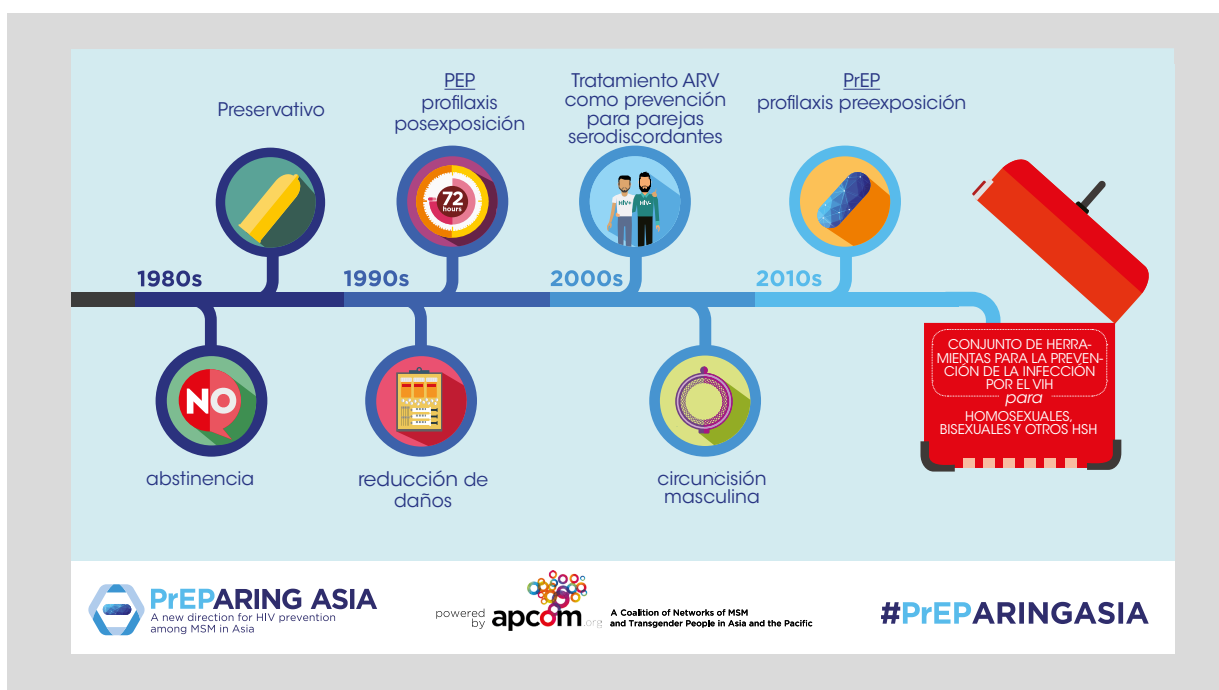 Preservativo
PEP
profilaxis
posexposición
Tratamiento ARV
como prevención
para parejas
serodiscordantes
PrEP
profilaxis preexposición
72
hours
HIV+
HIV-
1980s
1990s
2000s
2010s
NO
abstinencia
reducción de
daños
circuncisión
masculina
CONJUNTO DE HERRA-
MIENTAS PARA LA PREVEN-
CIÓN DE LA INFECCIÓN
POR EL VIH
para
HOMOSEXUALES,
BISEXUALES Y OTROS HSH
PrEPARING ASIA
A new direction for HIV prevention
among MSM in Asia
powered
by
apcom.org
A Coalition of Networks of MSM
and Transgender People in Asia and the Pacific
#PrEPARINGASIA